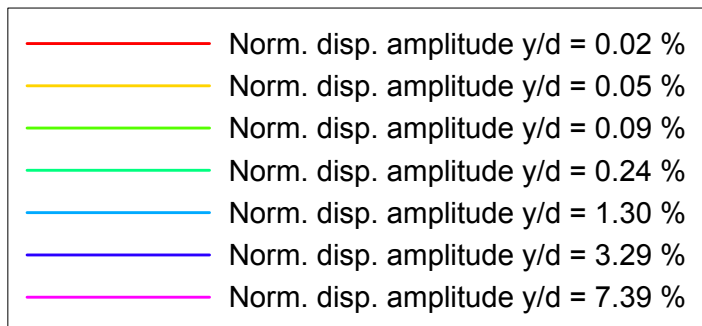 Norm. disp. amplitude y/d = 0.02 %
Norm. disp. amplitude y/d = 0.05 %
Norm. disp. amplitude y/d = 0.09 %
Norm. disp. amplitude y/d = 0.24 %
Norm. disp. amplitude y/d = 1.30 %
Norm. disp. amplitude y/d = 3.29 %
Norm. disp. amplitude y/d = 7.39 %